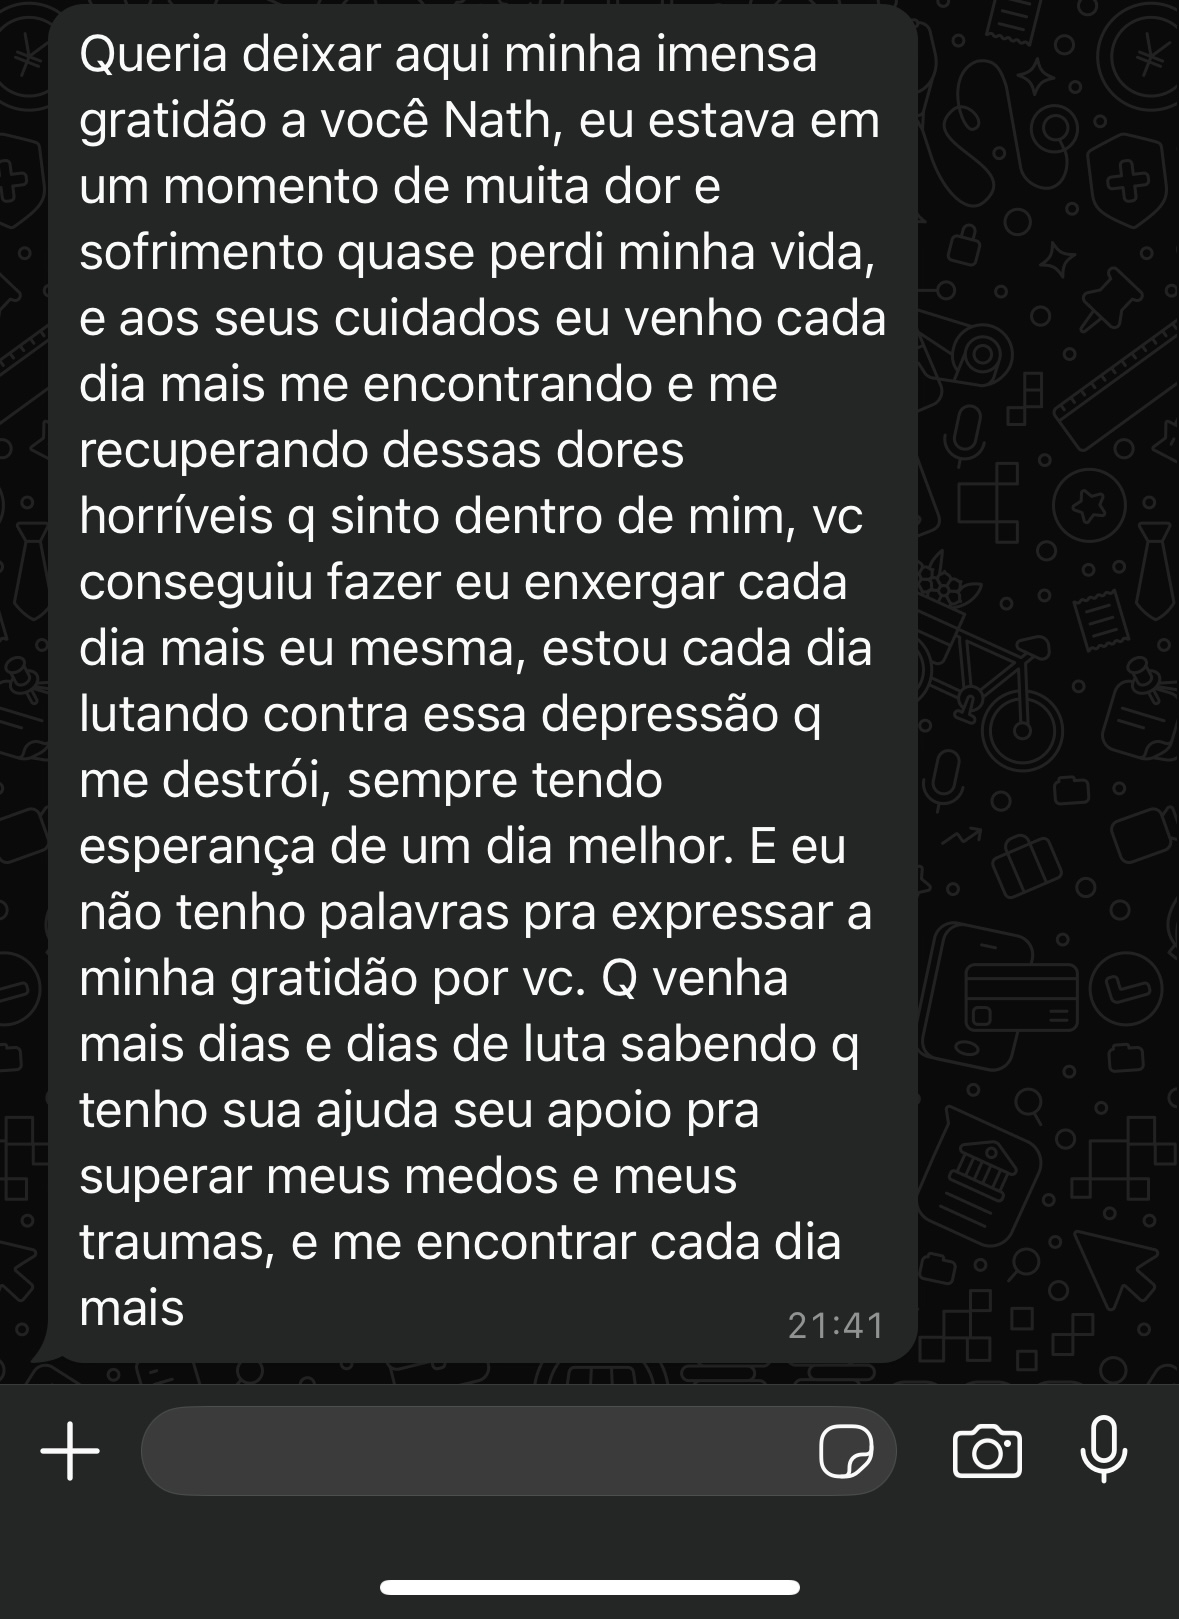 Queria deixar aqui minha imensa
gratidão a você Nath, eu estava em
um momento de muita dor e
sofrimento quase perdi minha vida,
e aos seus cuidados eu venho cada
dia mais me encontrando e me
recuperando dessas dores
horríveis q sinto dentro de mim, vc
conseguiu fazer eu enxergar cada
dia mais eu mesma, estou cada dia
lutando contra essa depressão q
me destrói, sempre tendo
esperança de um dia melhor. E eu
não tenho palavras pra expressar a
minha gratidão por vc. Q venha
mais dias e dias de luta sabendo q
tenho sua ajuda seu apoio pra
superar meus medos e meus
traumas, e me encontrar cada dia
mais
21:41